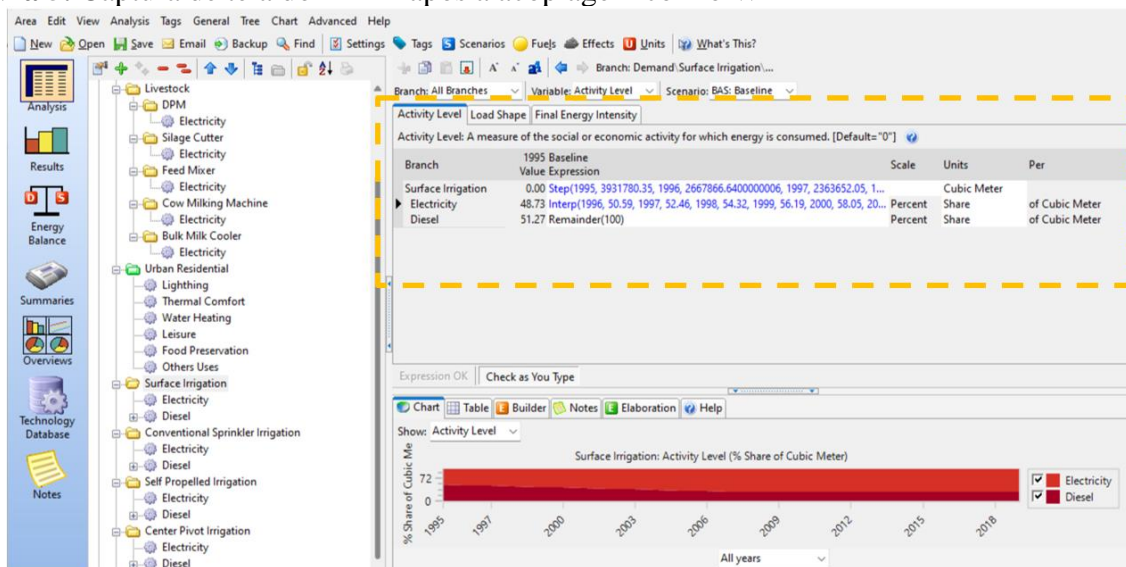 Area Edit View Analysis Tags General Tree Chart Advanced Help
New Open Save Email Backup Find Settings Tags Scenarios Fuels Effects Units What's This?
Branch: Demand\Surface Irrigation\...
Branch: All Branches Variable: Activity Level Scenario: BAS: Baseline
Analysis
Results
Energy
Balance
Summaries
Overviews
Technology
Database
Notes
Livestock
DPM
Electricity
Silage Cutter
Electricity
Feed Mixer
Electricity
Cow Milking Machine
Electricity
Bulk Milk Cooler
Electricity
Urban Residential
Lighthing
Thermal Comfort
Water Heating
Leisure
Food Preservation
Others Uses
Surface Irrigation
Electricity
Diesel
Conventional Sprinkler Irrigation
Electricity
Diesel
Self Propelled Irrigation
Electricity
Diesel
Center Pivot Irrigation
Electricity
Diesel
Activity Level Load Shape Final Energy Intensity
Activity Level: A measure of the social or economic activity for which energy is consumed. [Default="0"]
Branch 1995 Value Baseline Expression Scale Units Per
Surface Irrigation 0.00 Step(1995, 3931780.35, 1996, 2667866.6400000006, 1997, 2363652.05, 1... Cubic Meter
Electricity 48.73 Interp(1996, 50.59, 1997, 52.46, 1998, 54.32, 1999, 56.19, 2000, 58.05, 20... Percent Share of Cubic Meter
Diesel 51.27 Remainder(100) Percent Share of Cubic Meter
Expression OK Check as You Type
Chart Table Builder Notes Elaboration Help
Show: Activity Level
Surface Irrigation: Activity Level (% Share of Cubic Meter)
% Share of Cubic Me
72
0
1995 1997 2000 2003 2006 2009 2012 2015 2018
Electricity
Diesel
All years